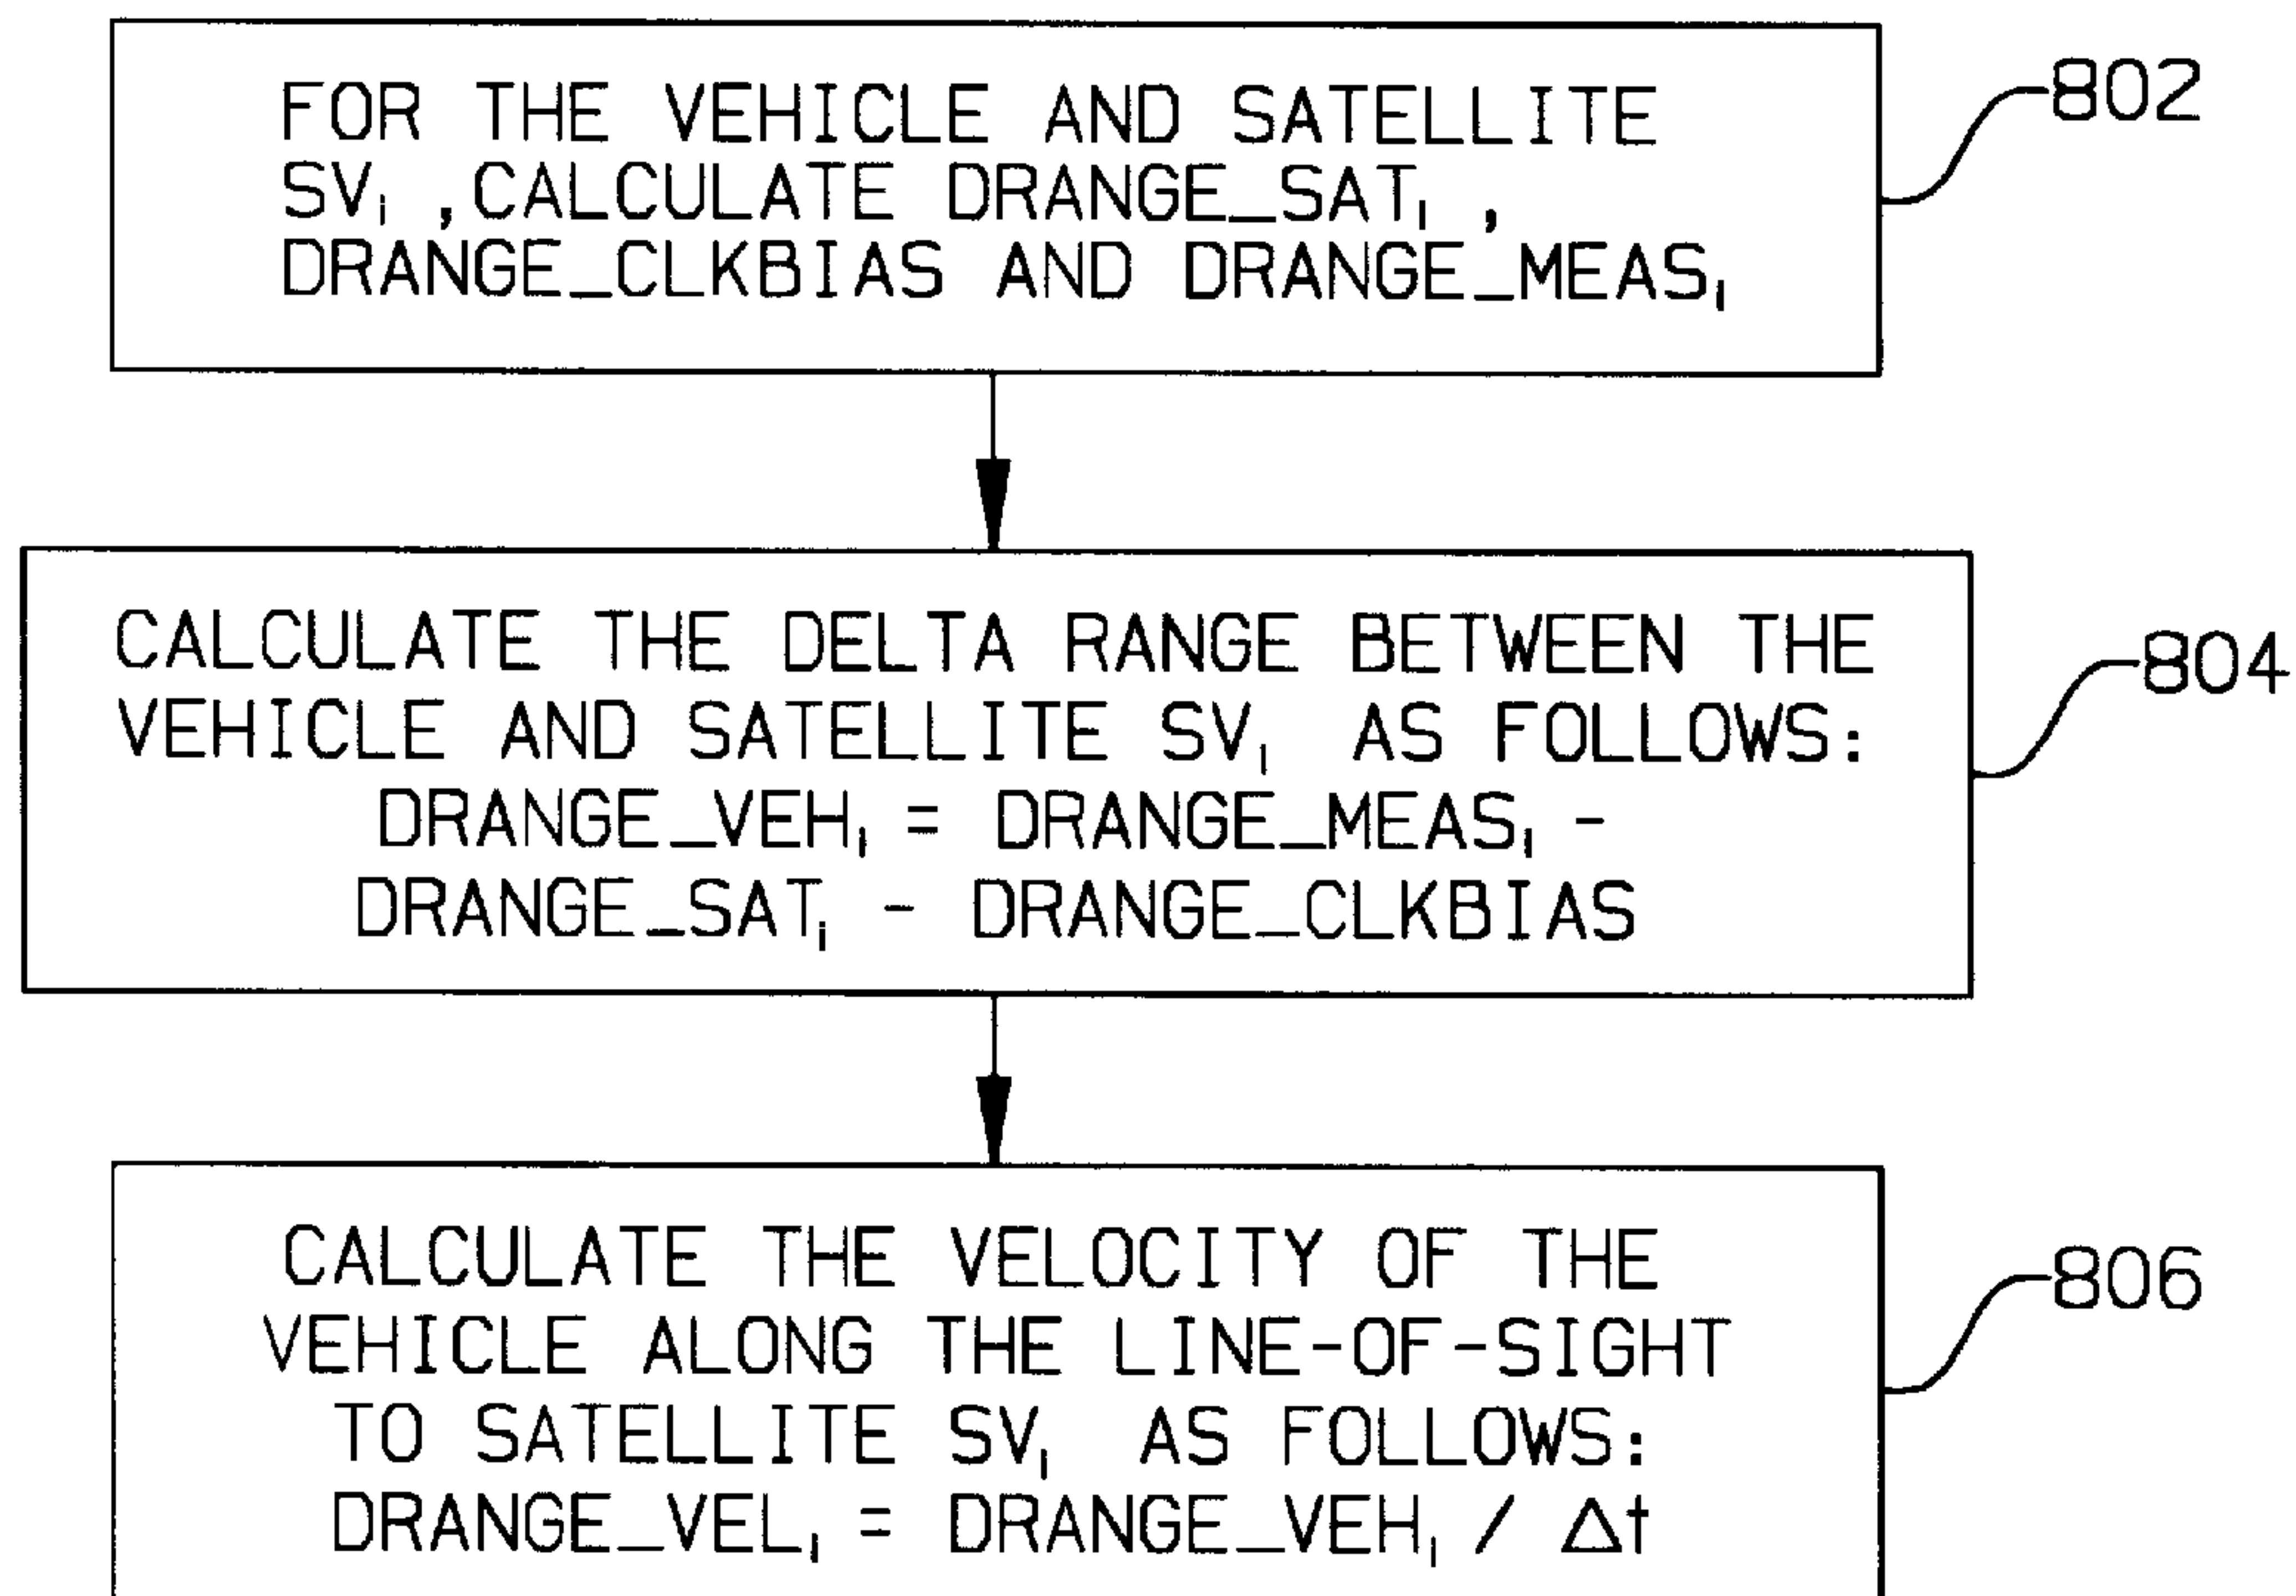 FOR THE VEHICLE AND SATELLITE
SVᵢ ,CALCULATE DRANGE_SATᵢ ,
DRANGE_CLKBIAS AND DRANGE_MEASᵢ
802
CALCULATE THE DELTA RANGE BETWEEN THE
VEHICLE AND SATELLITE SVᵢ AS FOLLOWS:
DRANGE_VEHᵢ = DRANGE_MEASᵢ -
DRANGE_SATᵢ - DRANGE_CLKBIAS
804
CALCULATE THE VELOCITY OF THE
VEHICLE ALONG THE LINE-OF-SIGHT
TO SATELLITE SVᵢ AS FOLLOWS:
DRANGE_VELᵢ = DRANGE_VEHᵢ / Δt
806